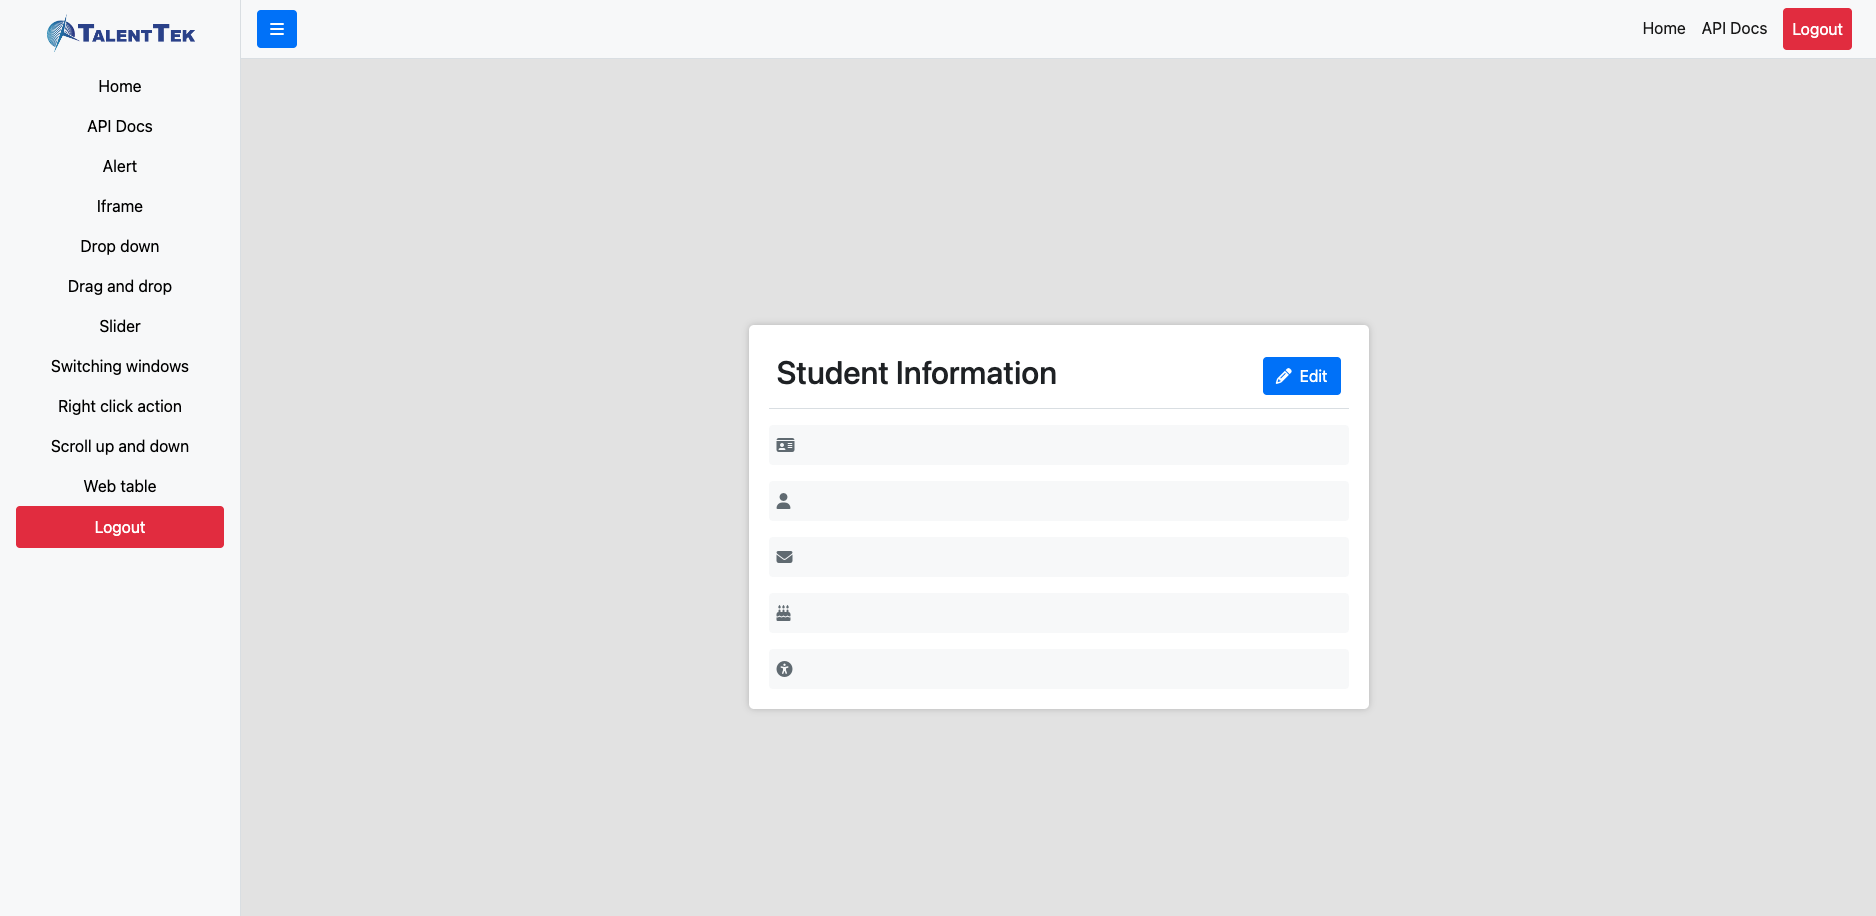 TALENTTEK
Home
API Docs
Alert
Iframe
Drop down
Drag and drop
Slider
Switching windows
Right click action
Scroll up and down
Web table
Logout
Home API Docs Logout
Student Information
Edit